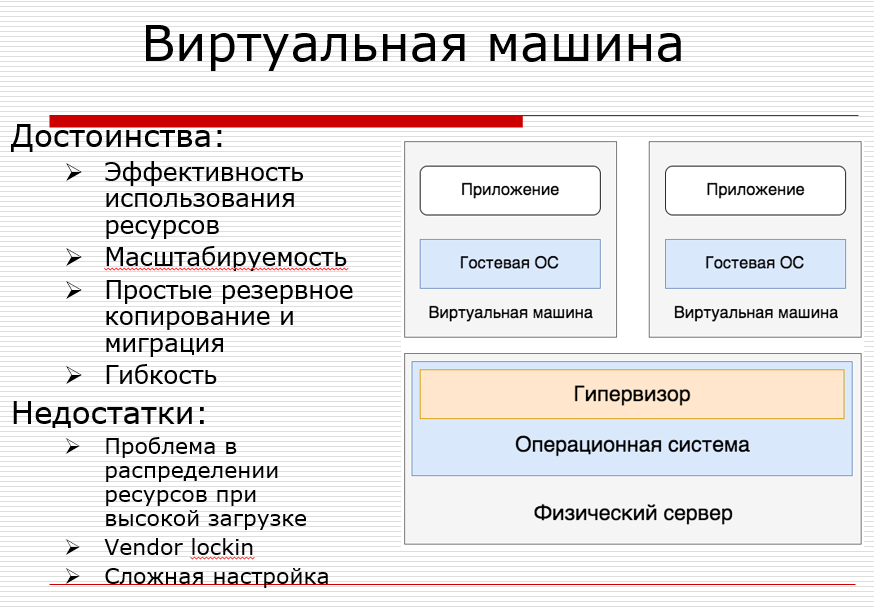 Виртуальная машина
Достоинства:
Эффективность
использования
ресурсов
Масштабируемость
Простые резервное
копирование и
миграция
Гибкость
Недостатки:
Проблема в
распределении
ресурсов при
высокой загрузке
Vendor lockin
Сложная настройка
Приложение
Гостевая ОС
Виртуальная машина
Приложение
Гостевая ОС
Виртуальная машина
Гипервизор
Операционная система
Физический сервер